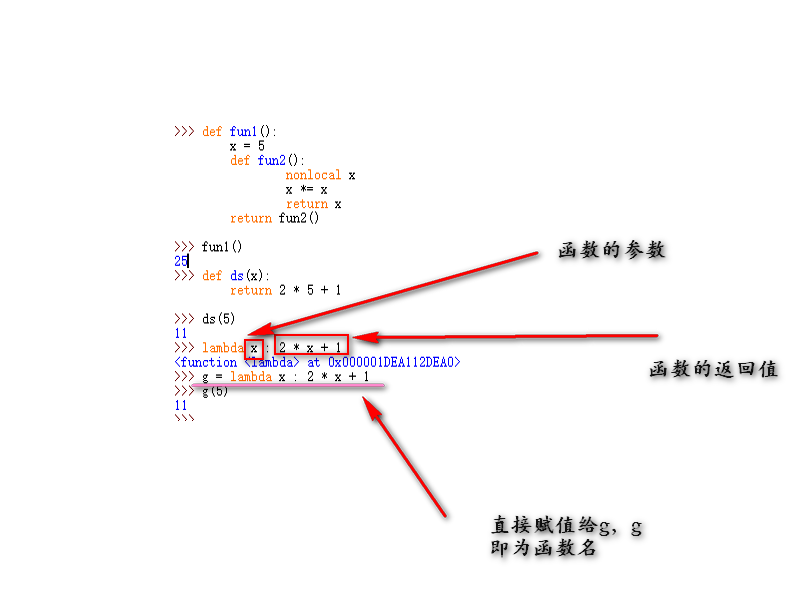 >>> def fun1():
x = 5
def fun2():
nonlocal x
x *= x
return x
return fun2()
>>> fun1()
25
>>> def ds(x):
return 2 * 5 + 1
>>> ds(5)
11
>>> lambda x : 2 * x + 1
<function <lambda> at 0x000001DEA112DEA0>
>>> g = lambda x : 2 * x + 1
>>> g(5)
11
>>>
函数的参数
函数的返回值
直接赋值给g, g
即为函数名